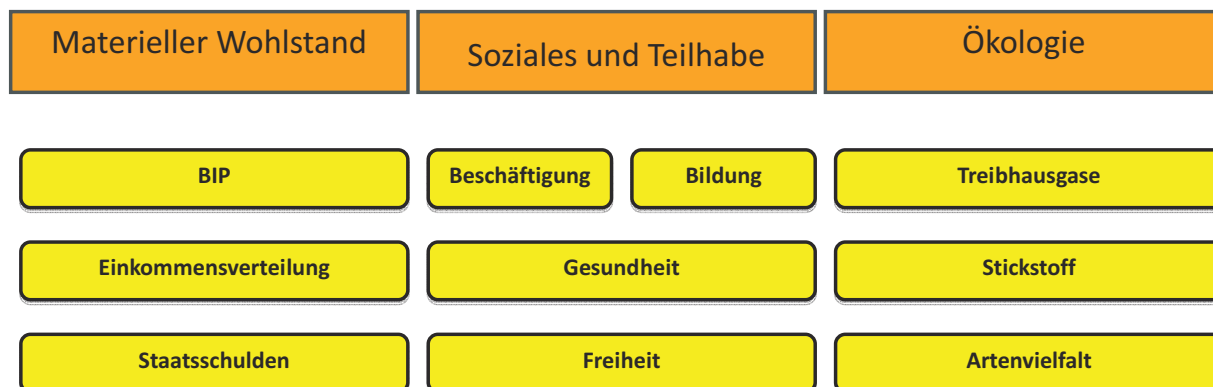 Materieller Wohlstand
Soziales und Teilhabe
Ökologie
BIP
Beschäftigung
Bildung
Treibhausgase
Einkommensverteilung
Gesundheit
Stickstoff
Staatsschulden
Freiheit
Artenvielfalt